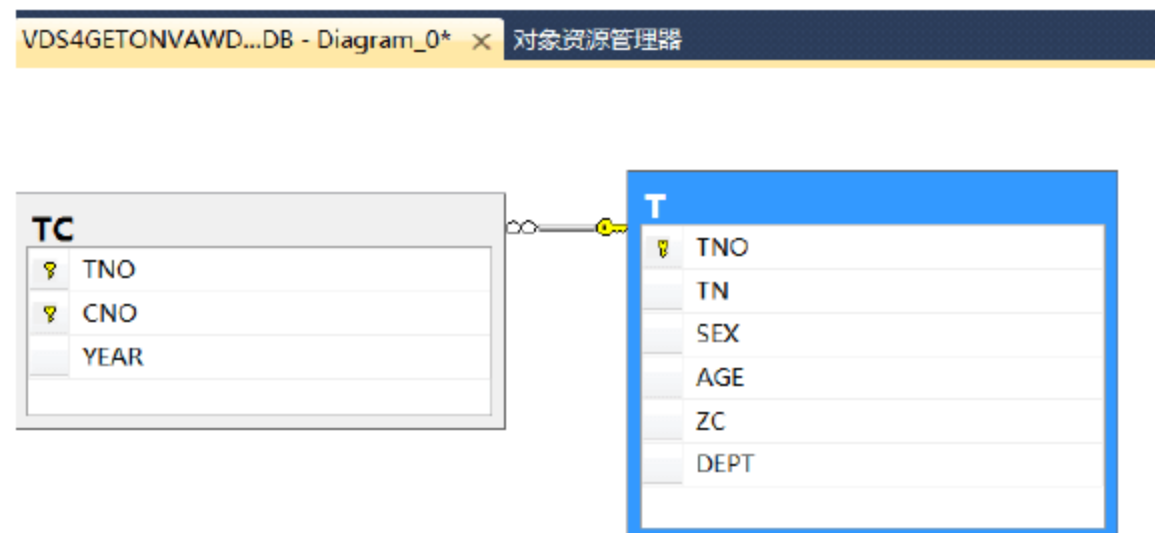 VDS4GETONVAWD...DB - Diagram_0* × 对象资源管理器
TC
TNO
CNO
YEAR
T
TNO
TN
SEX
AGE
ZC
DEPT